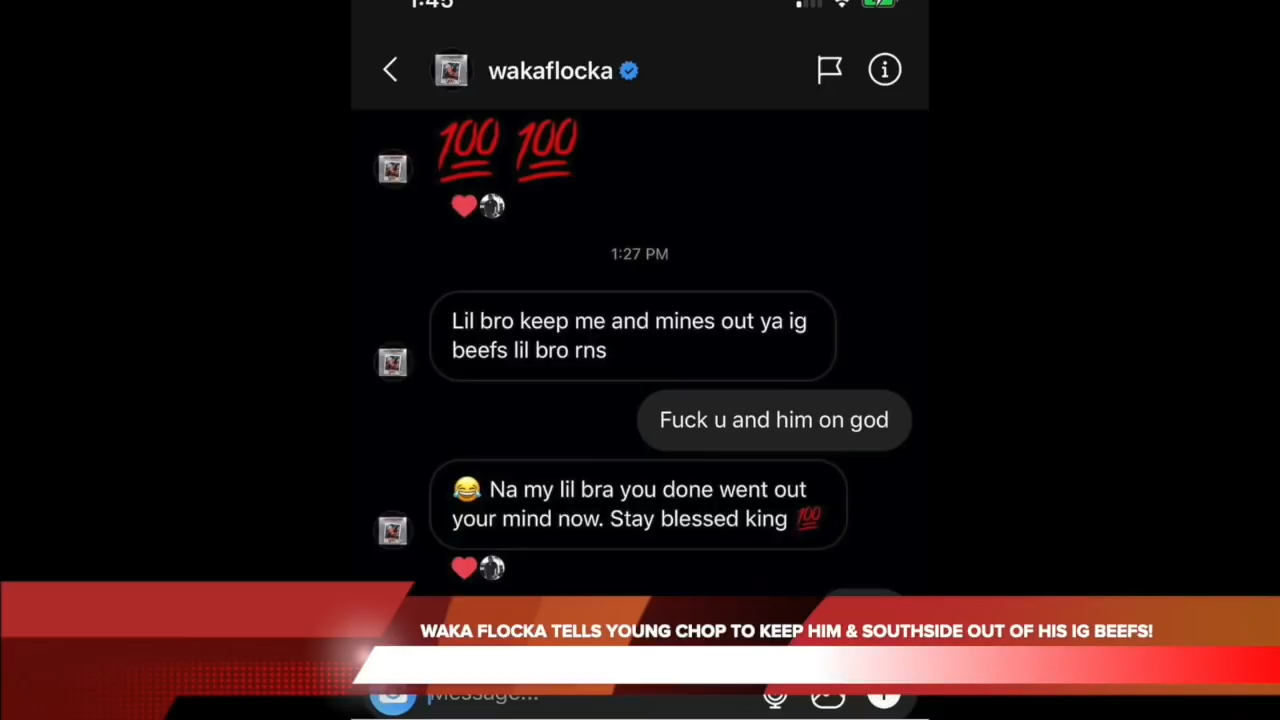 1:45
wakaflocka
💯 💯
1:27 PM
Lil bro keep me and mines out ya ig
beefs lil bro rns
Fuck u and him on god
😂 Na my lil bra you done went out
your mind now. Stay blessed king 💯
WAKA FLOCKA TELLS YOUNG CHOP TO KEEP HIM & SOUTHSIDE OUT OF HIS IG BEEFS!
Message...